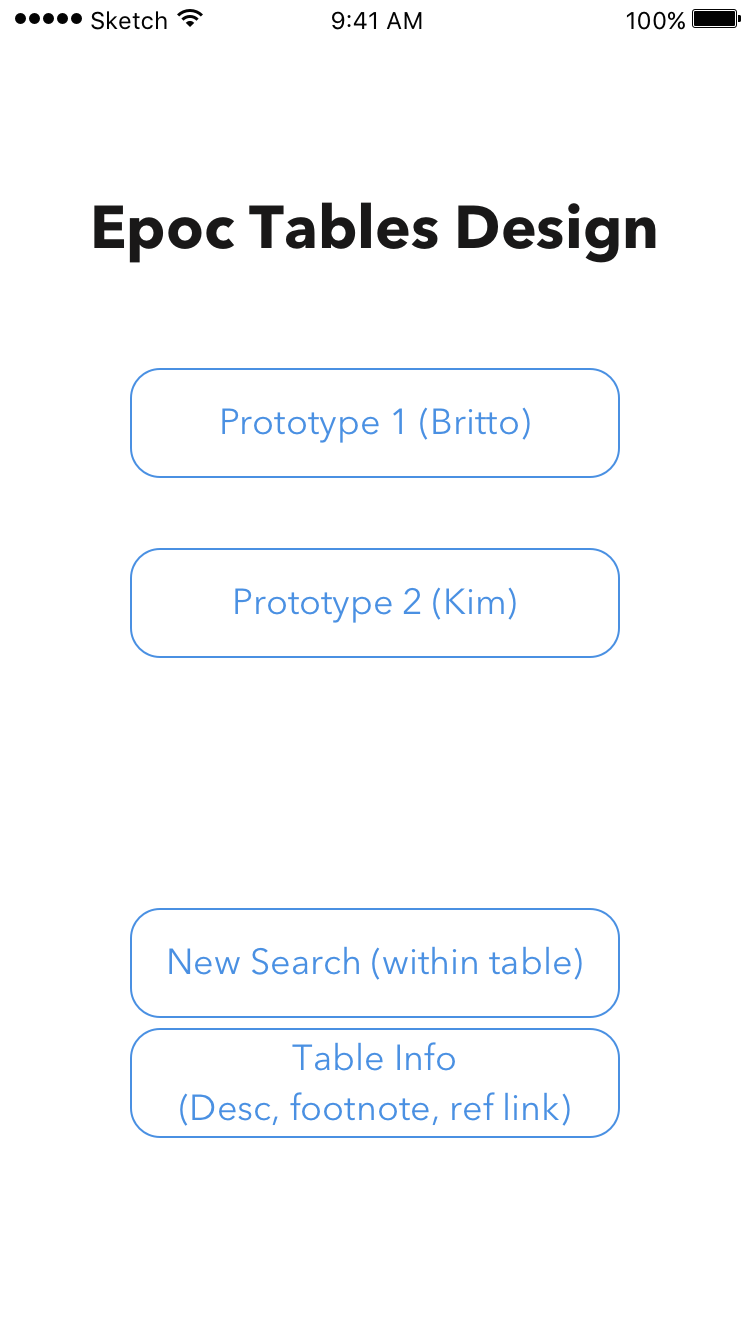 Sketch 9:41 AM 100%
Epoc Tables Design
Prototype 1 (Britto)
Prototype 2 (Kim)
New Search (within table)
Table Info
(Desc, footnote, ref link)